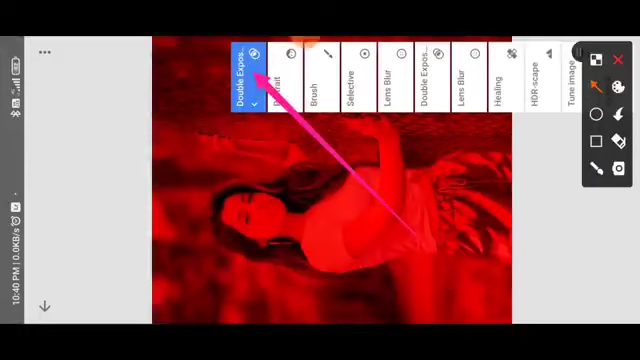 10:40 PM | 0.0KB/s
Double Expos...
Portrait
Brush
Selective
Lens Blur
Double Expos...
Lens Blur
Healing
HDR-scape
Tune image